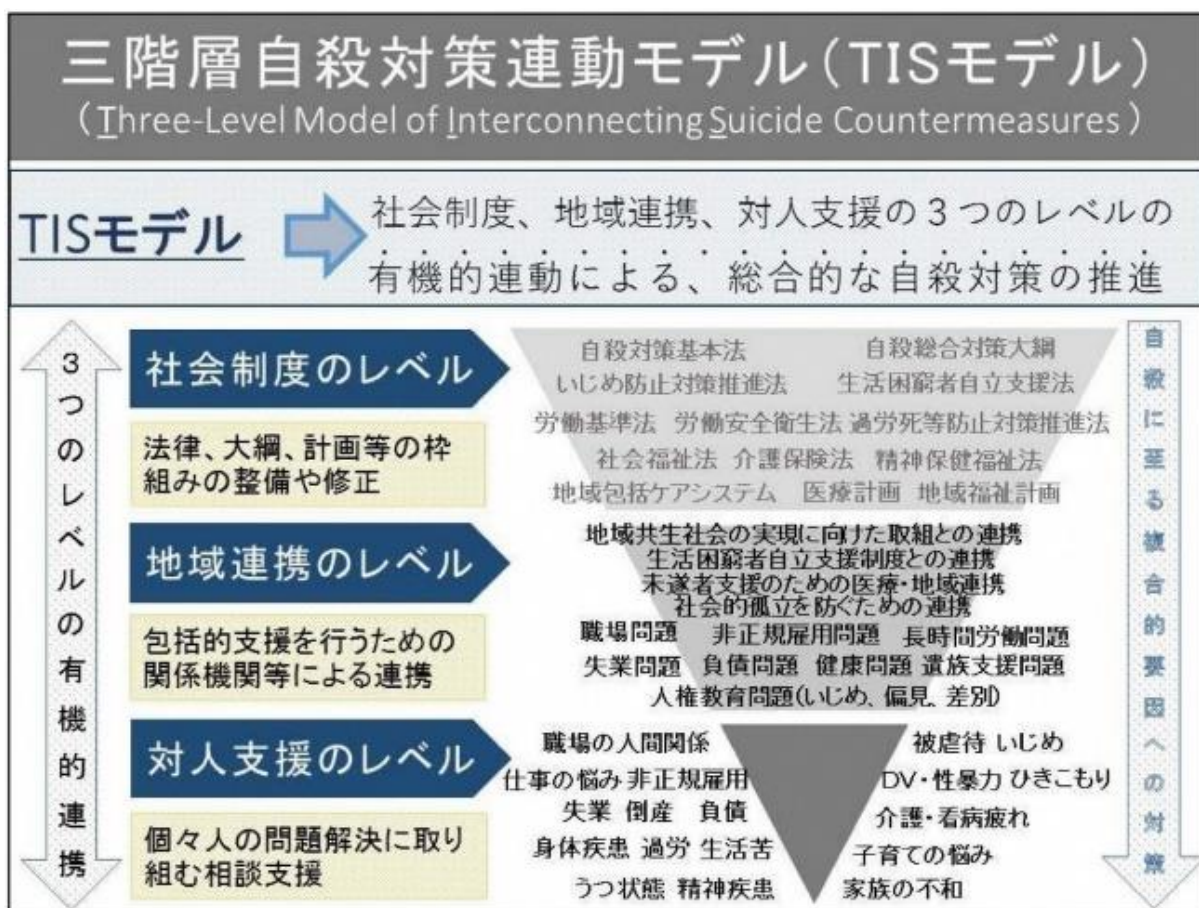 三階層自殺対策連動モデル(TISモデル)
(Three-Level Model of Interconnecting Suicide Countermeasures)
TISモデル
社会制度、地域連携、対人支援の3つのレベルの
有機的連動による、総合的な自殺対策の推進
3つのレベルの有機的連携
社会制度のレベル
法律、大綱、計画等の枠
組みの整備や修正
自殺対策基本法 自殺総合対策大綱
いじめ防止対策推進法 生活困窮者自立支援法
労働基準法 労働安全衛生法 過労死等防止対策推進法
社会福祉法 介護保険法 精神保健福祉法
地域包括ケアシステム 医療計画 地域福祉計画
地域連携のレベル
包括的支援を行うための
関係機関等による連携
地域共生社会の実現に向けた取組との連携
生活困窮者自立支援制度との連携
未遂者支援のための医療・地域連携
社会的孤立を防ぐための連携
職場問題 非正規雇用問題 長時間労働問題
失業問題 負債問題 健康問題 遺族支援問題
人権教育問題(いじめ、偏見、差別)
対人支援のレベル
個々人の問題解決に取り
組む相談支援
職場の人間関係 被虐待 いじめ
仕事の悩み 非正規雇用 DV・性暴力 ひきこもり
失業 倒産 負債 介護・看病疲れ
身体疾患 過労 生活苦 子育ての悩み
うつ状態 精神疾患 家族の不和
自殺に至る複合的要因への対策